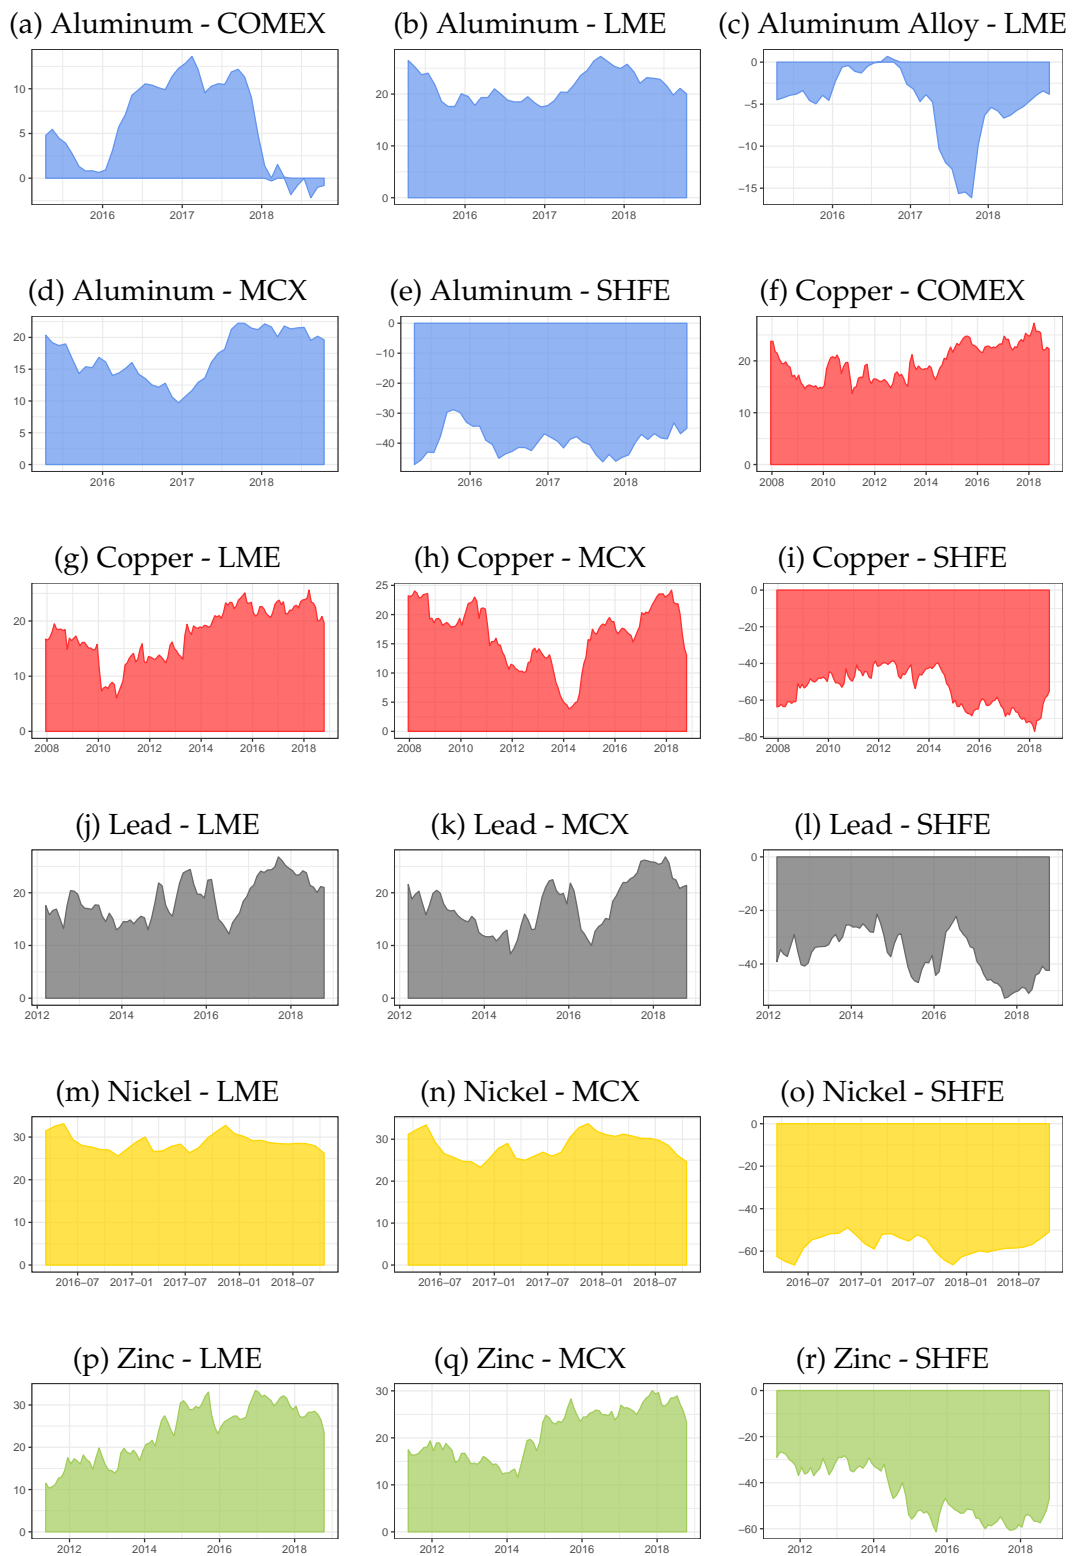 (a) Aluminum - COMEX
10
5
0
2016 2017 2018
(b) Aluminum - LME
20
10
0
2016 2017 2018
(c) Aluminum Alloy - LME
0
−5
−10
−15
2016 2017 2018
(d) Aluminum - MCX
20
15
10
5
0
2016 2017 2018
(e) Aluminum - SHFE
0
−10
−20
−30
−40
2016 2017 2018
(f) Copper - COMEX
20
10
0
2008 2010 2012 2014 2016 2018
(g) Copper - LME
20
10
0
2008 2010 2012 2014 2016 2018
(h) Copper - MCX
25
20
15
10
5
0
2008 2010 2012 2014 2016 2018
(i) Copper - SHFE
0
−20
−40
−60
−80
2008 2010 2012 2014 2016 2018
(j) Lead - LME
20
10
0
2012 2014 2016 2018
(k) Lead - MCX
20
10
0
2012 2014 2016 2018
(l) Lead - SHFE
0
−20
−40
2012 2014 2016 2018
(m) Nickel - LME
30
20
10
0
2016−07 2017−01 2017−07 2018−01 2018−07
(n) Nickel - MCX
30
20
10
0
2016−07 2017−01 2017−07 2018−01 2018−07
(o) Nickel - SHFE
0
−20
−40
−60
2016−07 2017−01 2017−07 2018−01 2018−07
(p) Zinc - LME
30
20
10
0
2012 2014 2016 2018
(q) Zinc - MCX
30
20
10
0
2012 2014 2016 2018
(r) Zinc - SHFE
0
−20
−40
−60
2012 2014 2016 2018